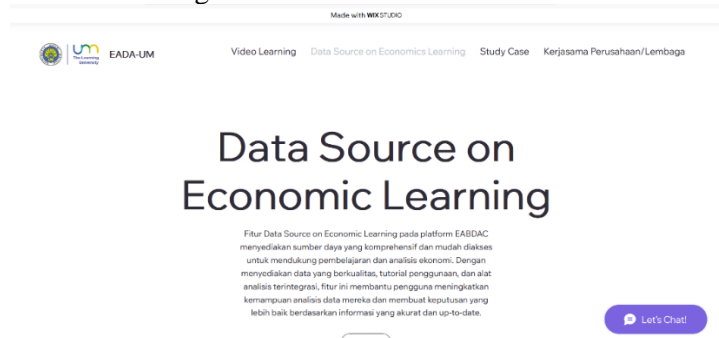 Made with WIX STUDIO
um
The Learning
University
EADA-UM
Video Learning
Data Source on Economics Learning
Study Case
Kerjasama Perusahaan/Lembaga
Data Source on
Economic Learning
Fitur Data Source on Economic Learning pada platform EABDAC
menyediakan sumber daya yang komprehensif dan mudah diakses
untuk mendukung pembelajaran dan analisis ekonomi. Dengan
menyediakan data yang berkualitas, tutorial penggunaan, dan alat
analisis terintegrasi, fitur ini membantu pengguna meningkatkan
kemampuan analisis data mereka dan membuat keputusan yang
lebih baik berdasarkan informasi yang akurat dan up-to-date.
Let's Chat!